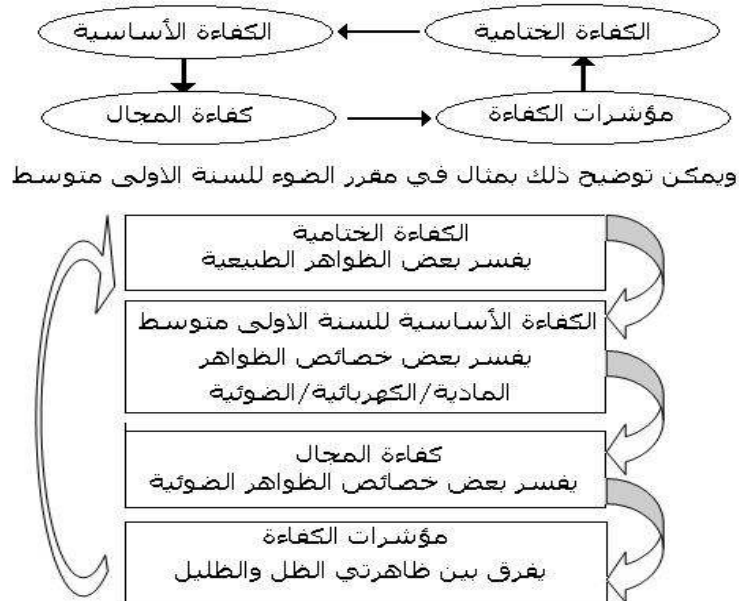 الكفاءة الختامية
الكفاءة الأساسية
مؤشرات الكفاءة
كفاءة المجال
ويمكن توضيح ذلك بمثال في مقرر الضوء للسنة الاولى متوسط
الكفاءة الختامية
يفسر بعض الظواهر الطبيعية
الكفاءة الأساسية للسنة الاولى متوسط
يفسر بعض خصائص الظواهر
المادية/الكهربائية/الضوئية
كفاءة المجال
يفسر بعض خصائص الظواهر الضوئية
مؤشرات الكفاءة
يفرق بين ظاهرتي الظل والظليل